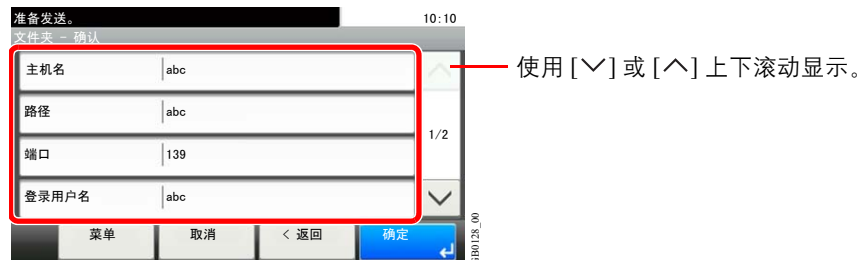 准备发送。 10:10
文件夹 - 确认
主机名 abc
路径 abc
端口 139
登录用户名 abc
1/2
菜单 取消 < 返回 确定
使用 [∨] 或 [∧] 上下滚动显示。
GB0128_00